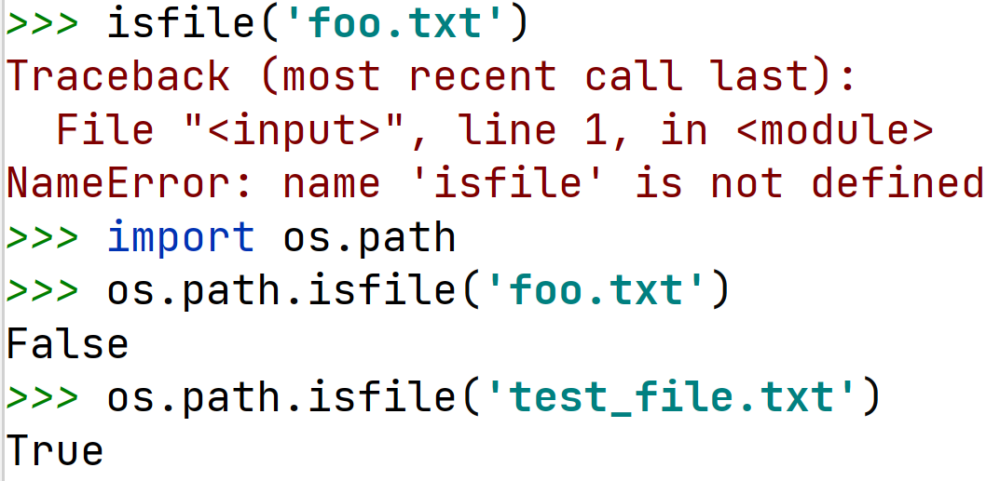 >>> isfile('foo.txt')
Traceback (most recent call last):
  File "<input>", line 1, in <module>
NameError: name 'isfile' is not defined
>>> import os.path
>>> os.path.isfile('foo.txt')
False
>>> os.path.isfile('test_file.txt')
True